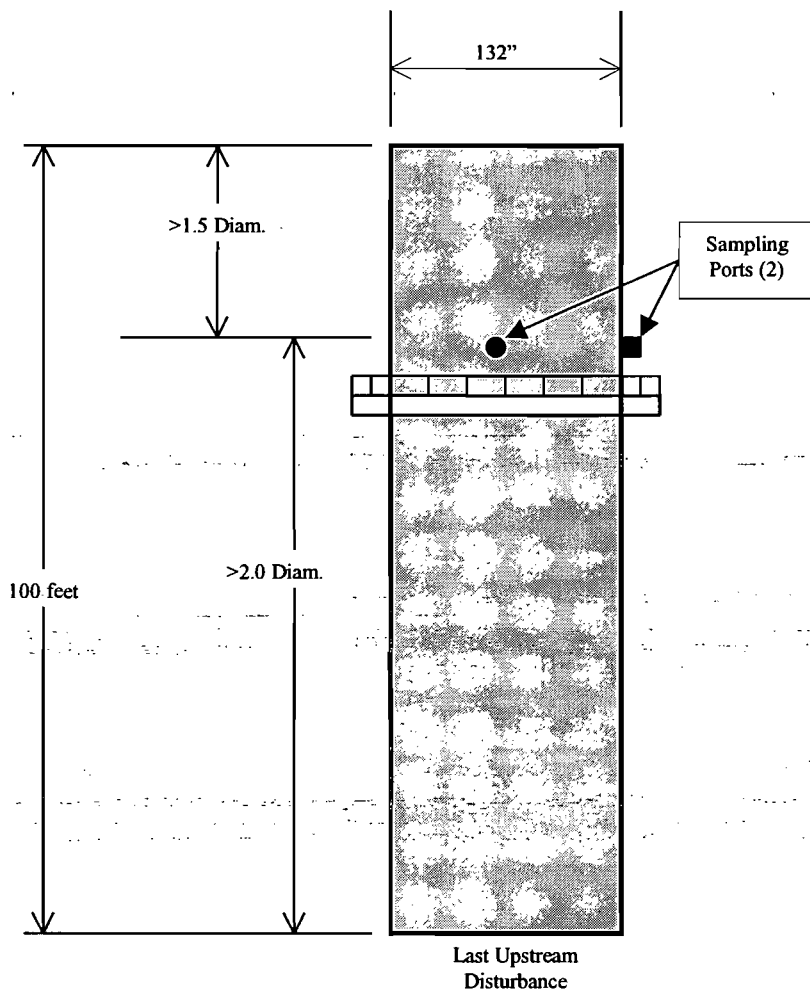 132”
>1.5 Diam.
Sampling
Ports (2)
>2.0 Diam.
100 feet
Last Upstream
Disturbance